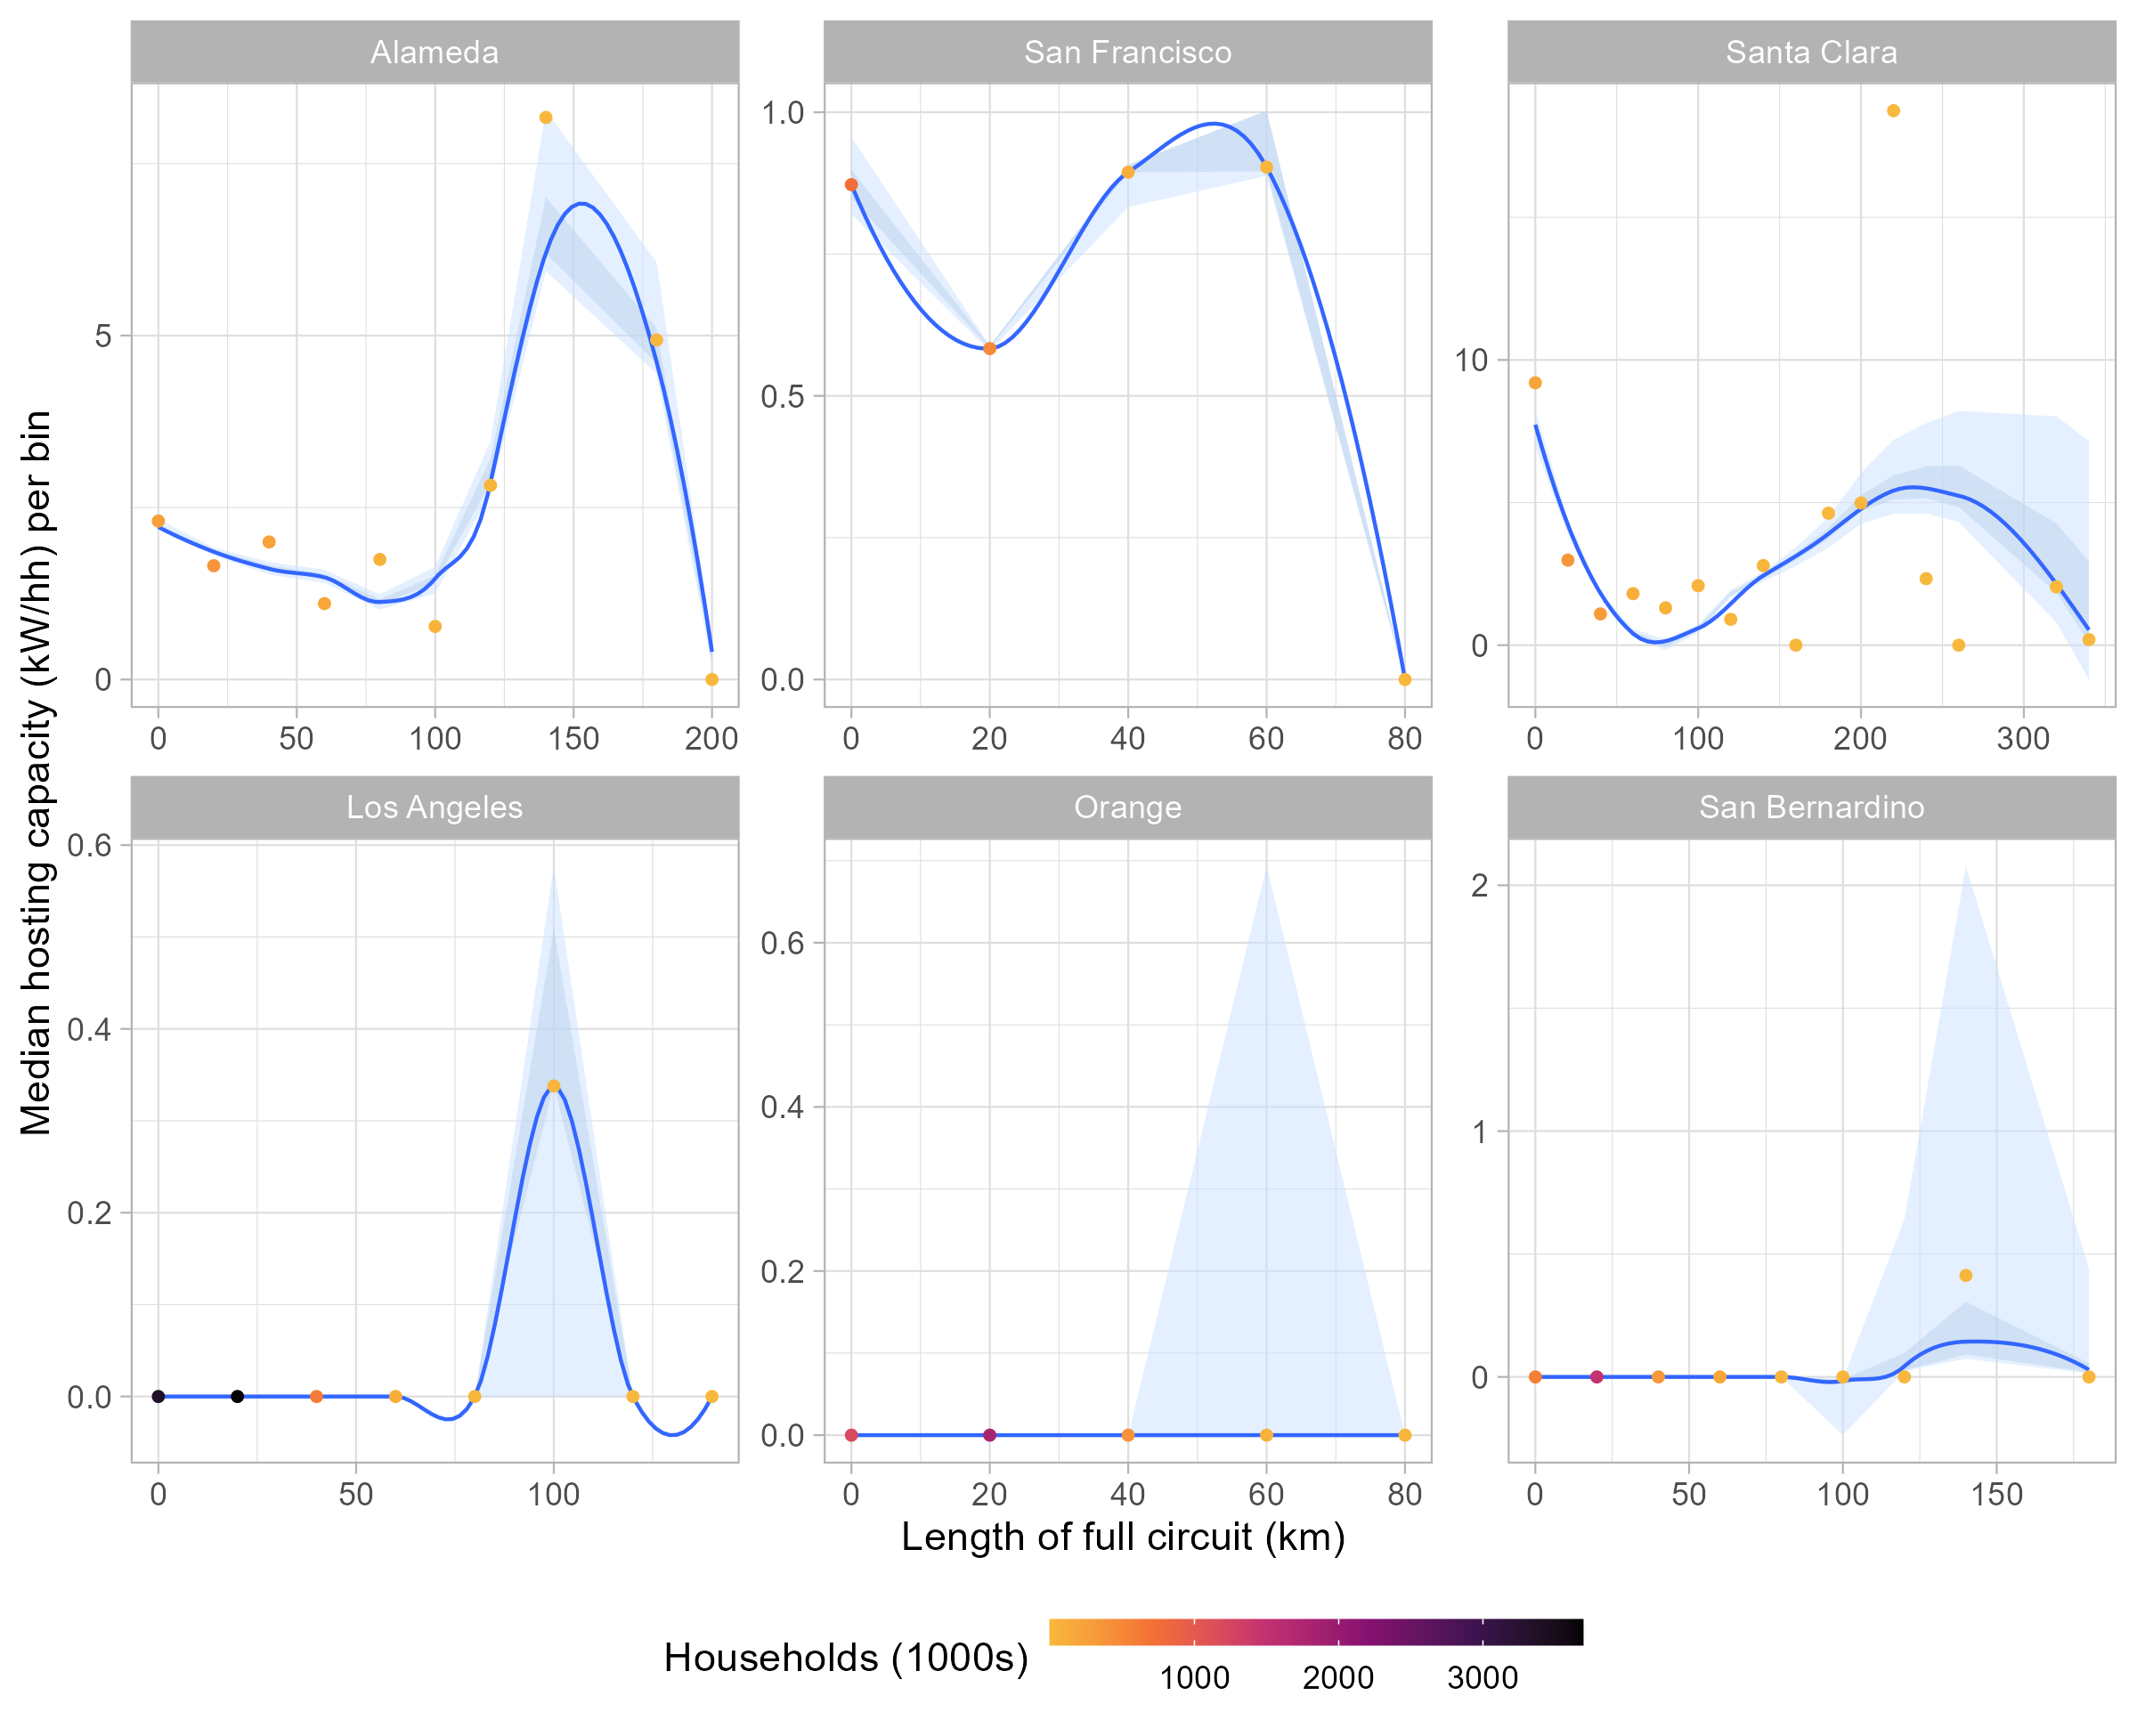 Alameda
San Francisco
Santa Clara
0
5
0 50 100 150 200
0.0
0.5
1.0
0 20 40 60 80
0
10
0 100 200 300
Median hosting capacity (kW/hh) per bin
Los Angeles
Orange
San Bernardino
0.0
0.2
0.4
0.6
0 50 100
0.0
0.2
0.4
0.6
0 20 40 60 80
0
1
2
0 50 100 150
Length of full circuit (km)
Households (1000s)
1000 2000 3000